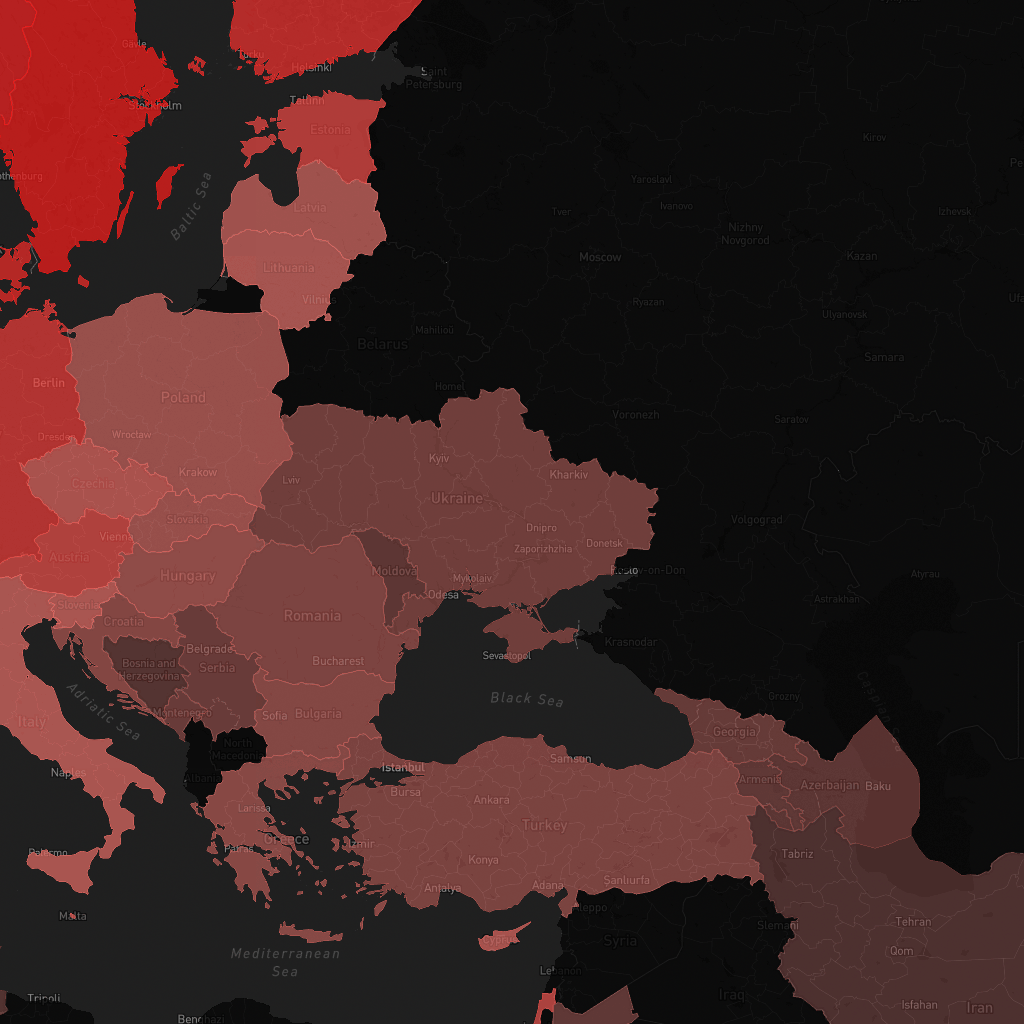 Gävle
Turku
Helsinki
Saint
Petersburg
Tallinn
Stockholm
Estonia
Kirov
Yaroslavl
Ivanovo
Tver
Izhevsk
Baltic Sea
Latvia
Nizhny
Novgorod
Moscow
Kazan
Lithuania
Vilnius
Ryazan
Ulyanovsk
Mahilioŭ
Belarus
Samara
Berlin
Homel
Poland
Voronezh
Saratov
Wrocław
Dresden
Kyiv
Krakow
Kharkiv
Lviv
Czechia
Ukraine
Slovakia
Volgograd
Dnipro
Vienna
Donetsk
Zaporizhzhia
Austria
Moldova
Rostov-on-Don
Hungary
Mykolaiv
Atyrau
Odesa
Slovenia
Astrakhan
Croatia
Romania
Krasnodar
Belgrade
Sevastopol
Bucharest
Bosnia and
Herzegovina
Serbia
Grozny
Caspian Sea
Black Sea
Adriatic Sea
Montenegro
Sofia
Bulgaria
Italy
Georgia
North
Macedonia
Samsun
Istanbul
Naples
Albania
Armenia
Azerbaijan
Baku
Bursa
Ankara
Larissa
Turkey
Greece
Izmir
Piraeus
Palermo
Tabriz
Konya
Sanliurfa
Adana
Antalya
Aleppo
Malta
Tehran
Slemani
Cyprus
Syria
Qom
Mediterranean
Sea
Lebanon
Iraq
Tripoli
Isfahan
Iran
Benghazi